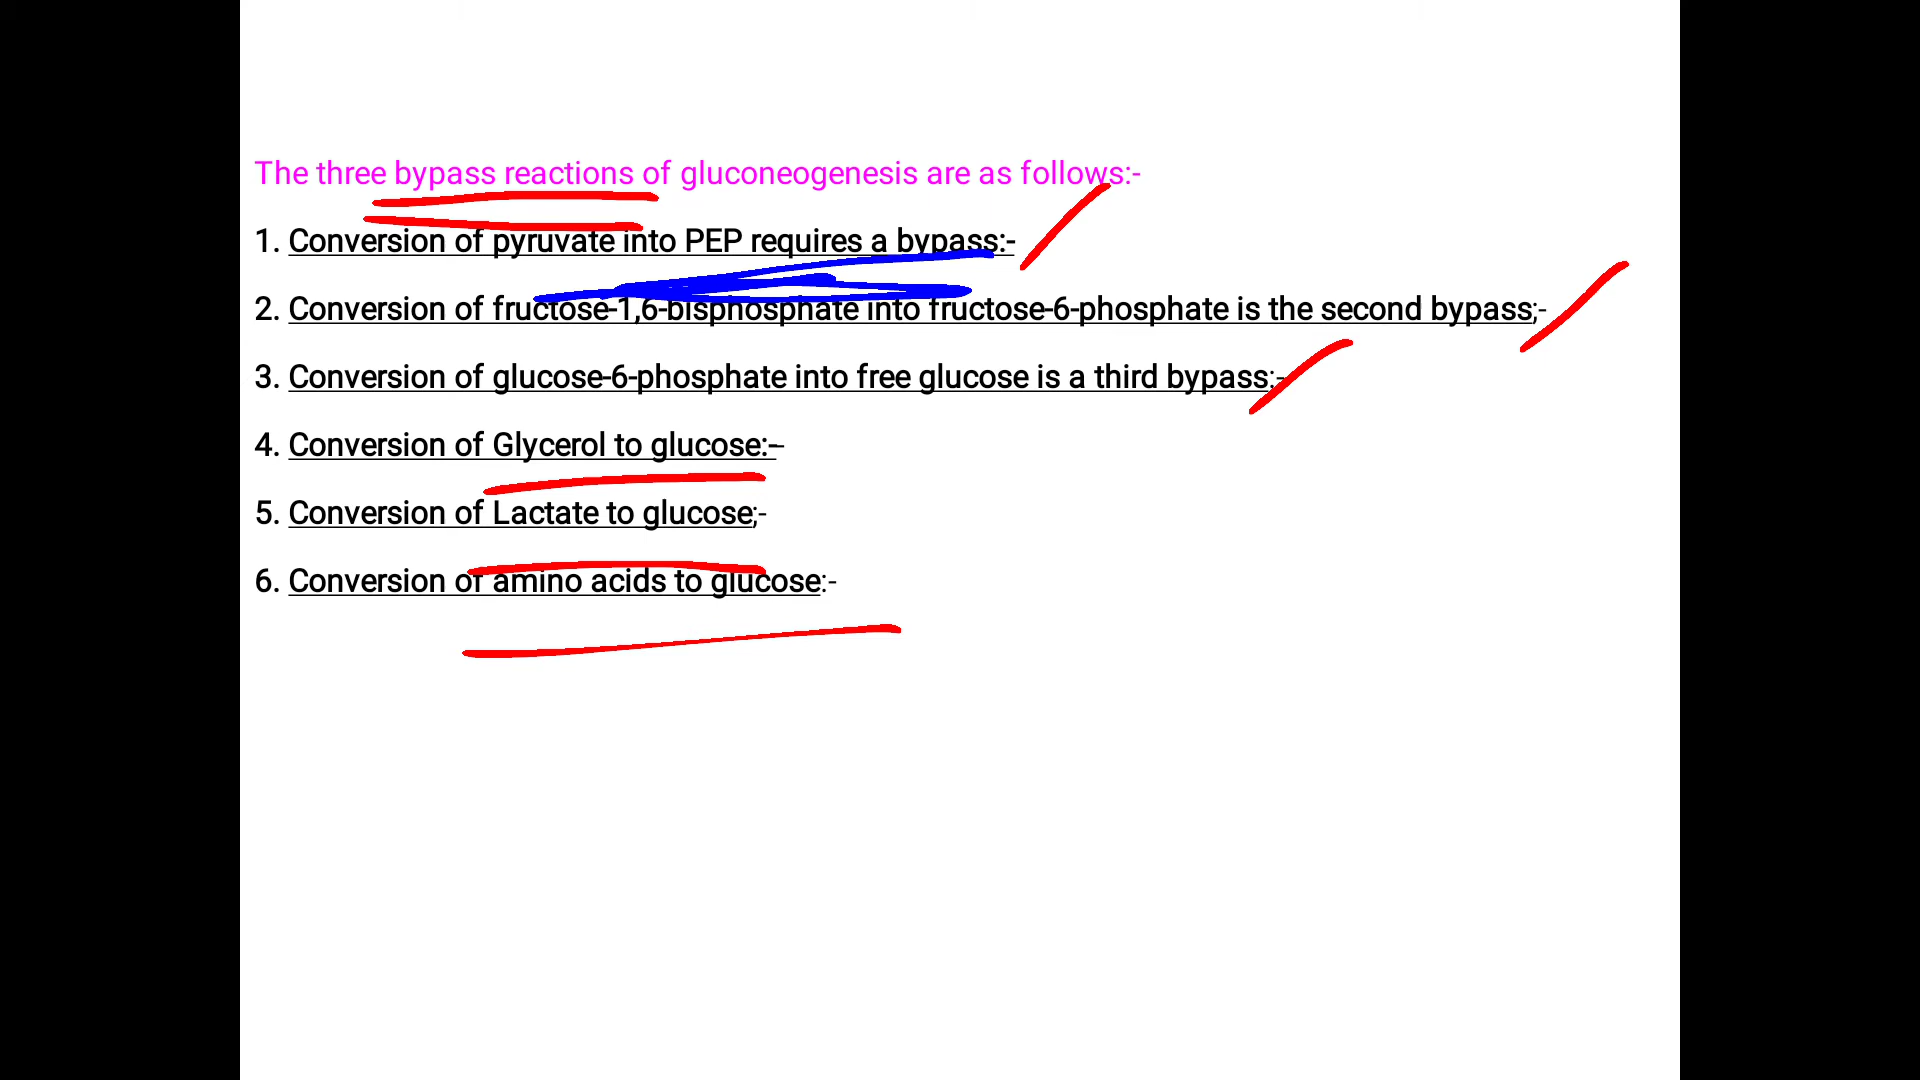 The three bypass reactions of gluconeogenesis are as follows:-
1. Conversion of pyruvate into PEP requires a bypass:-
2. Conversion of fructose-1,6-bisphosphate into fructose-6-phosphate is the second bypass;-
3. Conversion of glucose-6-phosphate into free glucose is a third bypass:-
4. Conversion of Glycerol to glucose:--
5. Conversion of Lactate to glucose;-
6. Conversion of amino acids to glucose:-